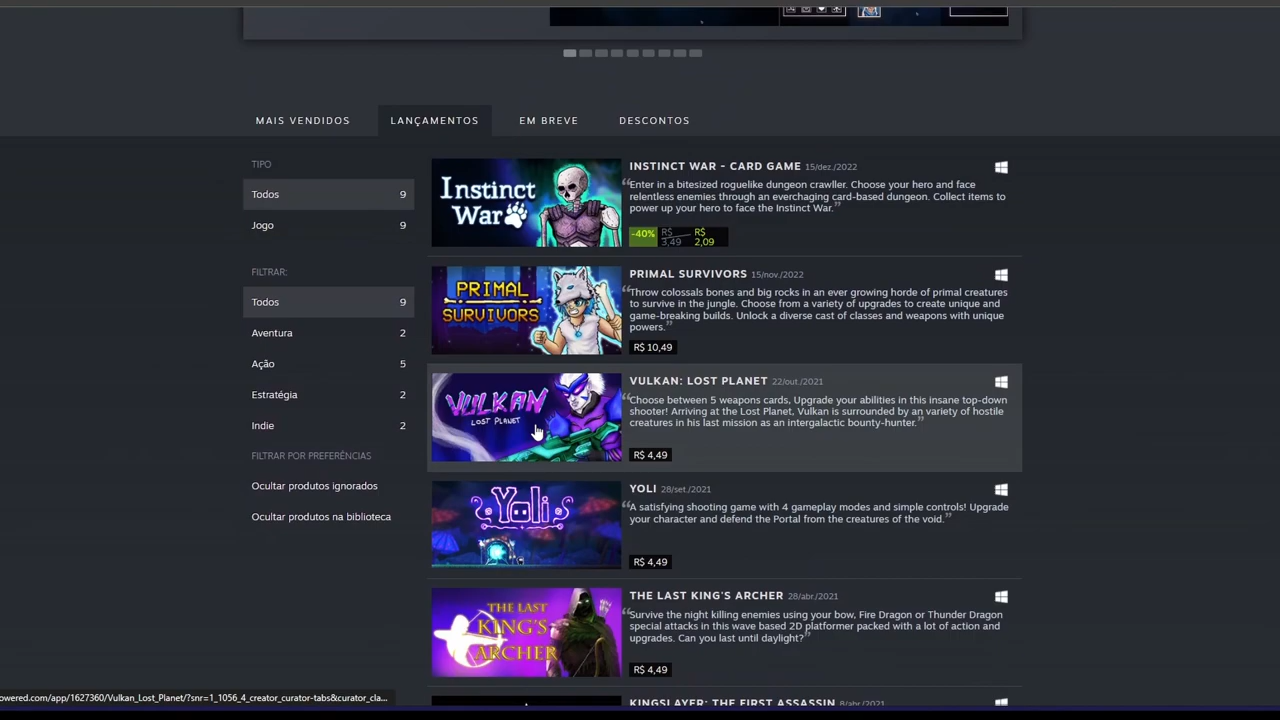 MAIS VENDIDOS LANÇAMENTOS EM BREVE DESCONTOS
TIPO
Todos 9
Jogo 9
FILTRAR:
Todos 9
Aventura 2
Ação 5
Estratégia 2
Indie 2
FILTRAR POR PREFERÊNCIAS
Ocultar produtos ignorados
Ocultar produtos na biblioteca
Instinct
War
INSTINCT WAR - CARD GAME 15/dez./2022
“Enter in a bitesized roguelike dungeon crawller. Choose your hero and face
relentless enemies through an everchaging card-based dungeon. Collect items to
power up your hero to face the Instinct War.”
-40% R$ 3,49 R$ 2,09
PRIMAL
SURVIVORS
PRIMAL SURVIVORS 15/nov./2022
“Throw colossals bones and big rocks in an ever growing horde of primal creatures
to survive in the jungle. Choose from a variety of upgrades to create unique and
game-breaking builds. Unlock a diverse cast of classes and weapons with unique
powers.”
R$ 10,49
VULKAN
LOST PLANET
VULKAN: LOST PLANET 22/out./2021
“Choose between 5 weapons cards, Upgrade your abilities in this insane top-down
shooter! Arriving at the Lost Planet, Vulkan is surrounded by an variety of hostile
creatures in his last mission as an intergalactic bounty-hunter.”
R$ 4,49
Yoli
YOLI 28/set./2021
“A satisfying shooting game with 4 gameplay modes and simple controls! Upgrade
your character and defend the Portal from the creatures of the void.”
R$ 4,49
THE LAST
KING'S
ARCHER
THE LAST KING'S ARCHER 28/abr./2021
“Survive the night killing enemies using your bow, Fire Dragon or Thunder Dragon
special attacks in this wave based 2D platformer packed with a lot of action and
upgrades. Can you last until daylight?”
R$ 4,49
KINGSLAYER: THE FIRST ASSASSIN 8/abr./2021
owered.com/app/1627360/Vulkan_Lost_Planet/?snr=1_1056_4_creator_curator-tabs&curator_cla...